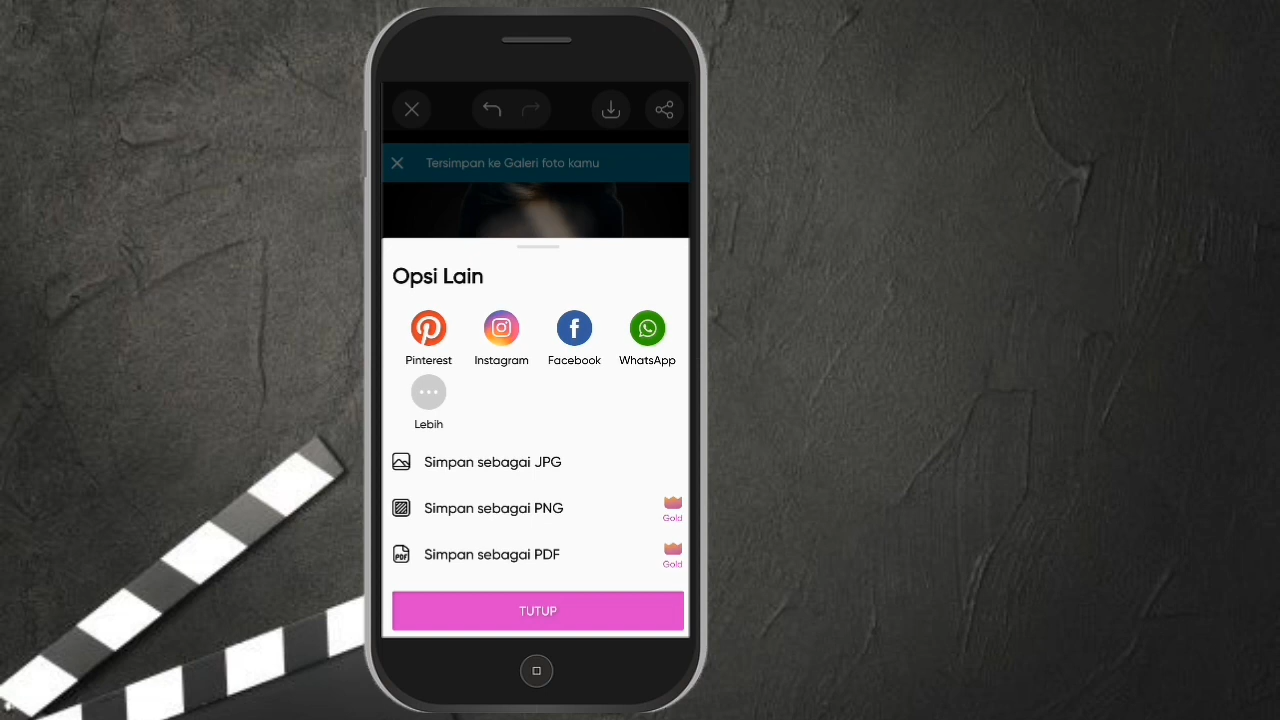 Tersimpan ke Galeri foto kamu
Opsi Lain
Pinterest Instagram Facebook WhatsApp
Lebih
Simpan sebagai JPG
Simpan sebagai PNG
Gold
PDF Simpan sebagai PDF
Gold
TUTUP